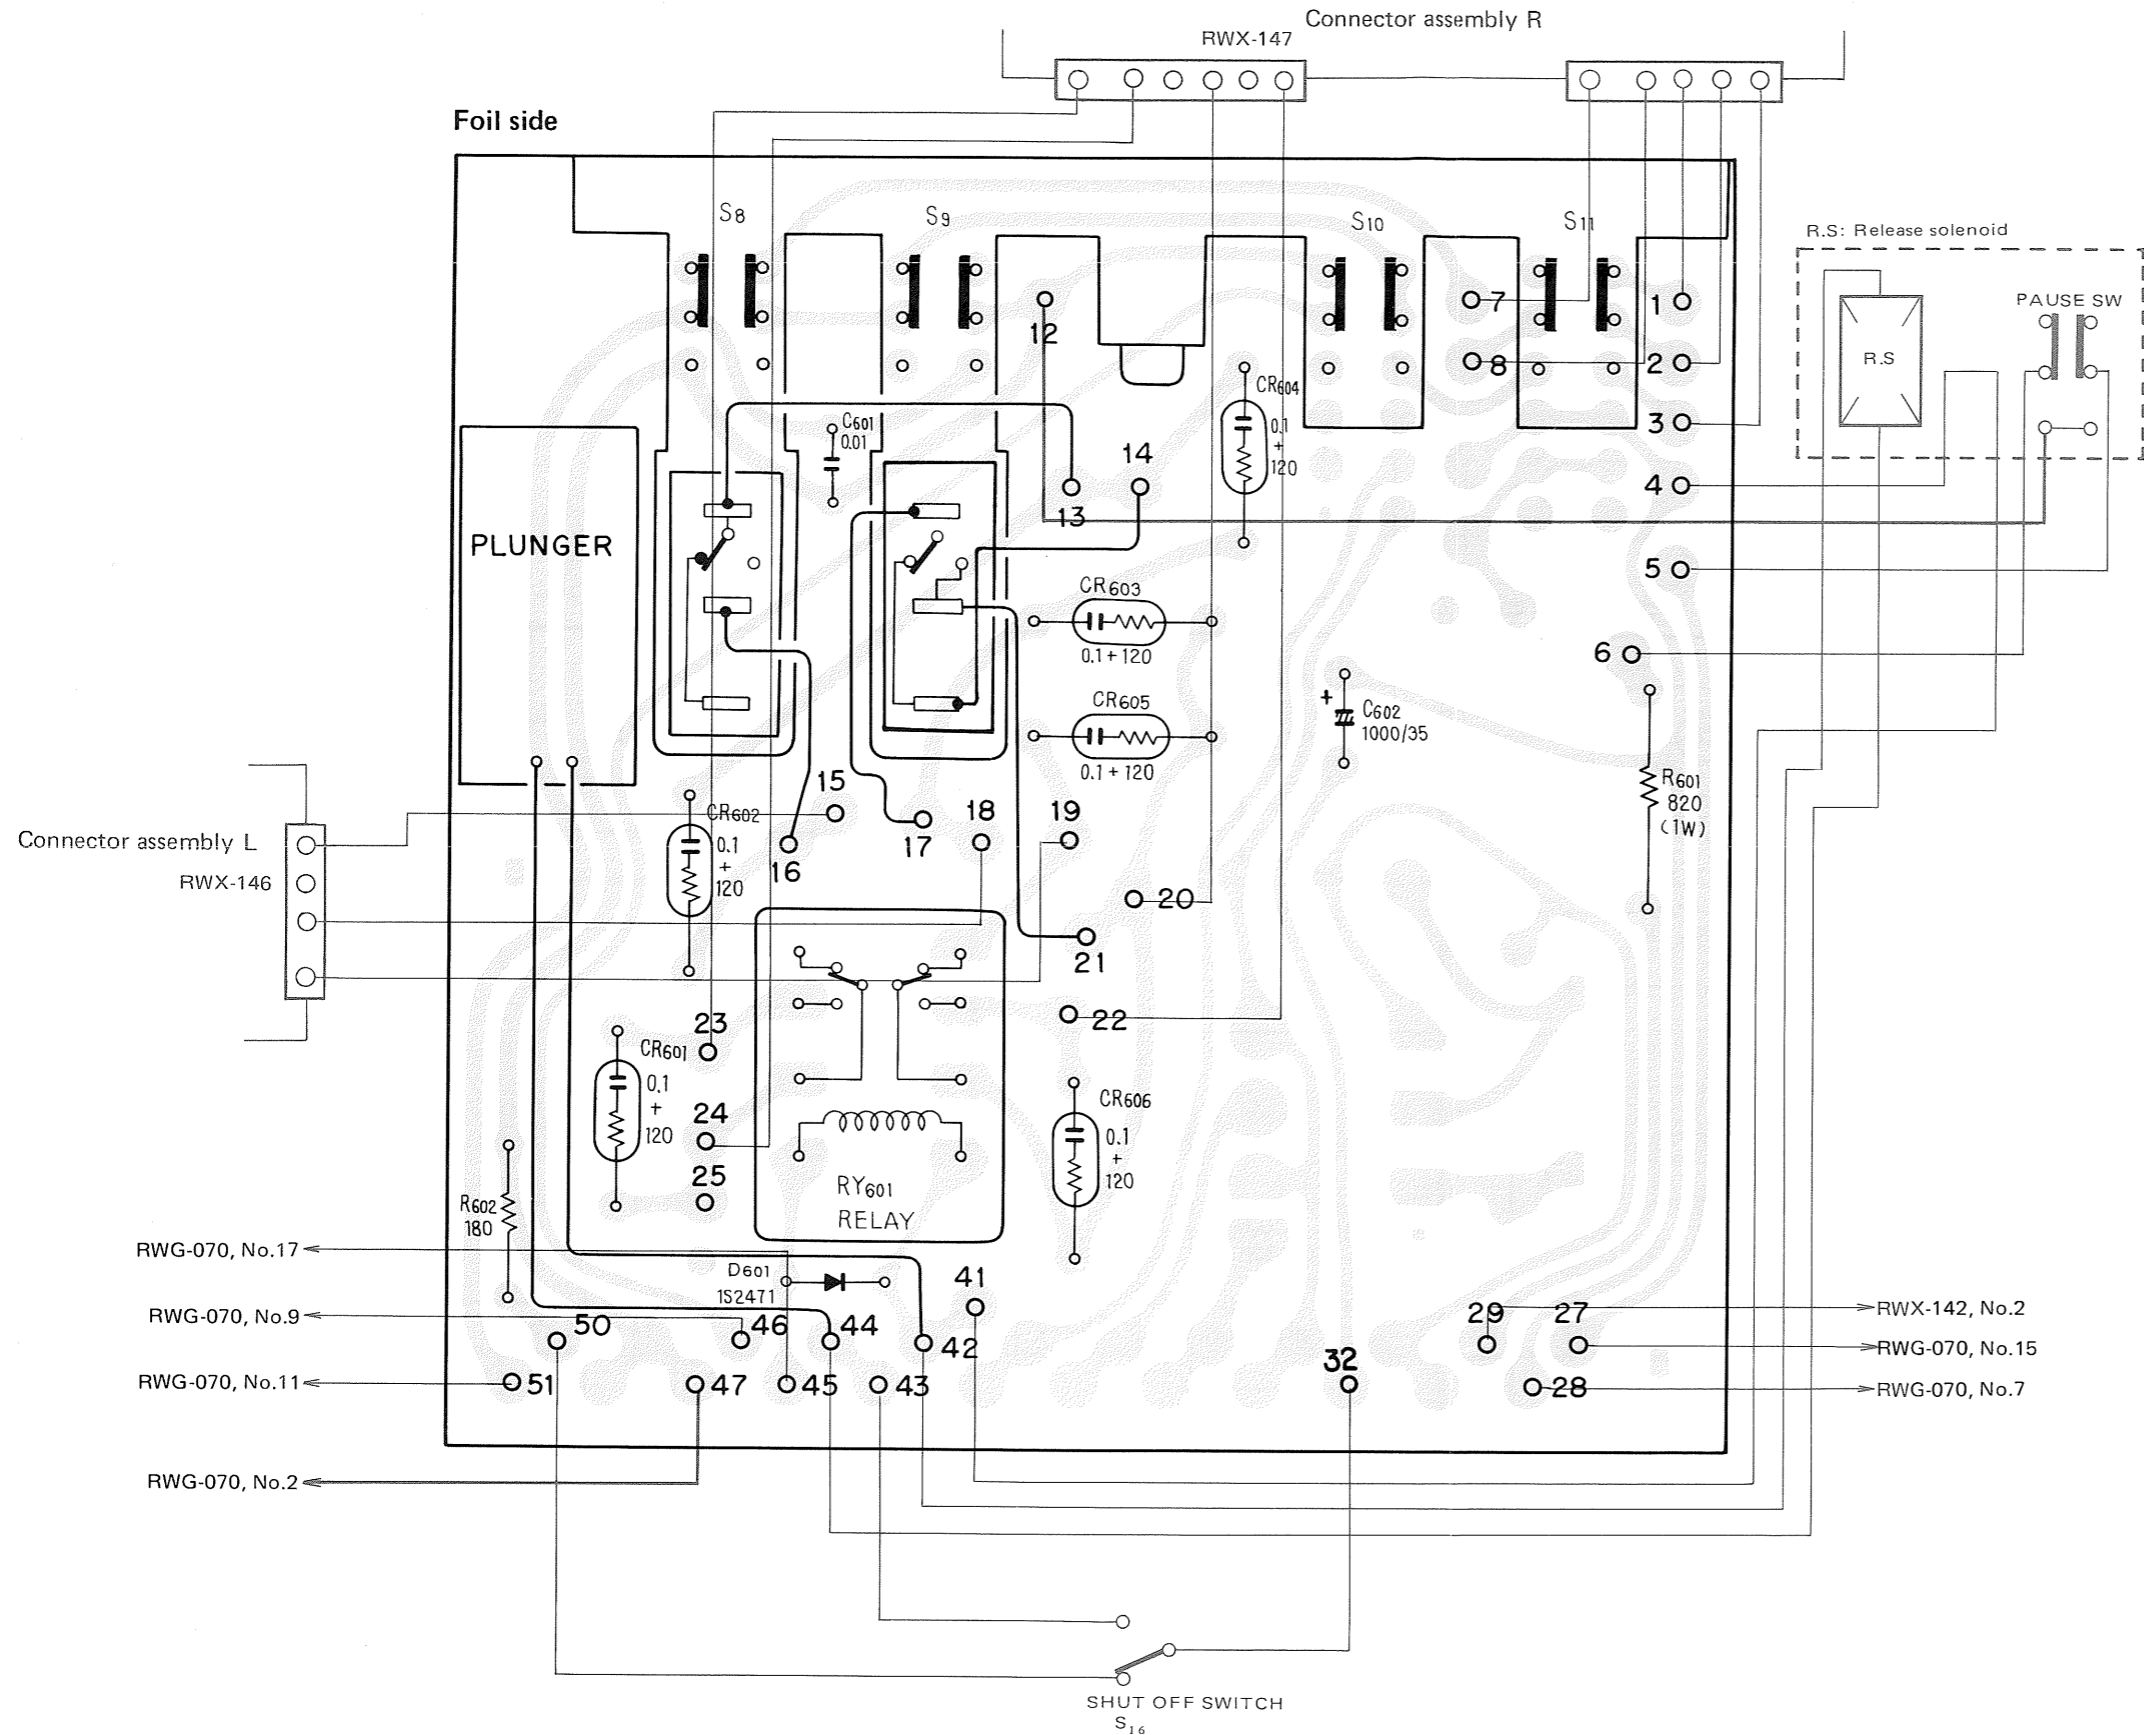 Connector assembly R
RWX-147
Foil side
S8
S9
S10
S11
R.S: Release solenoid
PAUSE SW
R.S
7
1
12
8
2
CR604
0.1
+
120
3
C601
0.01
14
4
13
PLUNGER
5
CR603
0.1+120
6
CR605
0.1+120
+
C602
1000/35
R601
820
(1W)
15
CR602
0.1
+
120
16
17
18
19
Connector assembly L
RWX-146
20
21
22
23
CR601
0.1
+
120
24
25
CR606
0.1
+
120
RY601
RELAY
R602
180
RWG-070, No.17
D601
1S2471
41
RWG-070, No.9
50
46
44
42
29
27
RWX-142, No.2
RWG-070, No.15
32
RWG-070, No.11
51
47
45
43
28
RWG-070, No.7
RWG-070, No.2
SHUT OFF SWITCH
S16